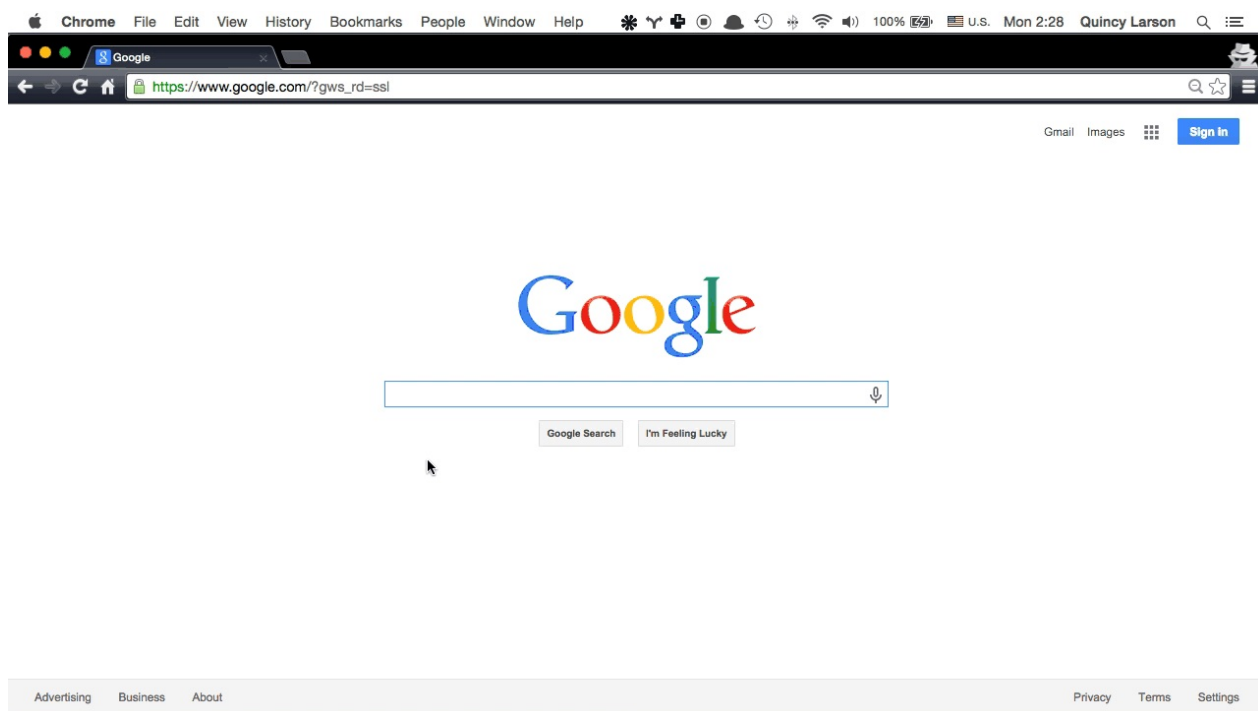 Chrome File Edit View History Bookmarks People Window Help 100% U.S. Mon 2:28 Quincy Larson
Google
https://www.google.com/?gws_rd=ssl
Gmail Images Sign in
Google
Google Search I'm Feeling Lucky
Advertising Business About Privacy Terms Settings